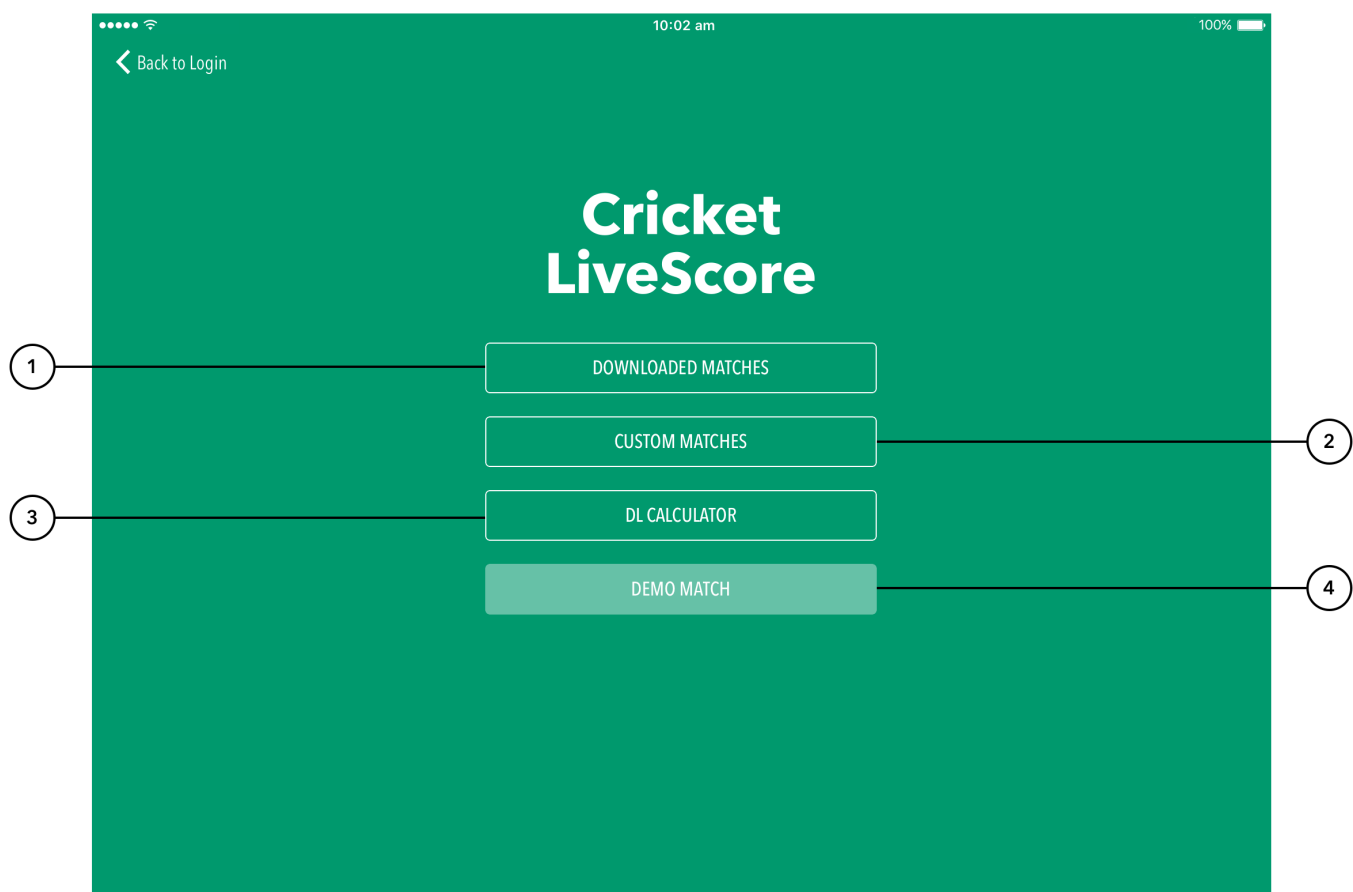 10:02 am
100%
Back to Login
Cricket
LiveScore
1
DOWNLOADED MATCHES
CUSTOM MATCHES
2
3
DL CALCULATOR
DEMO MATCH
4